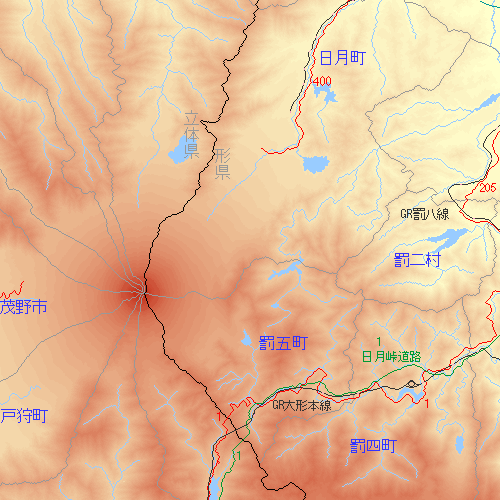 日月町
400
立体県
形県
205
GR罰八線
罰二村
茂野市
1
罰五町
日月峠道路
GR大形本線
1
戸狩町
1
罰四町
1